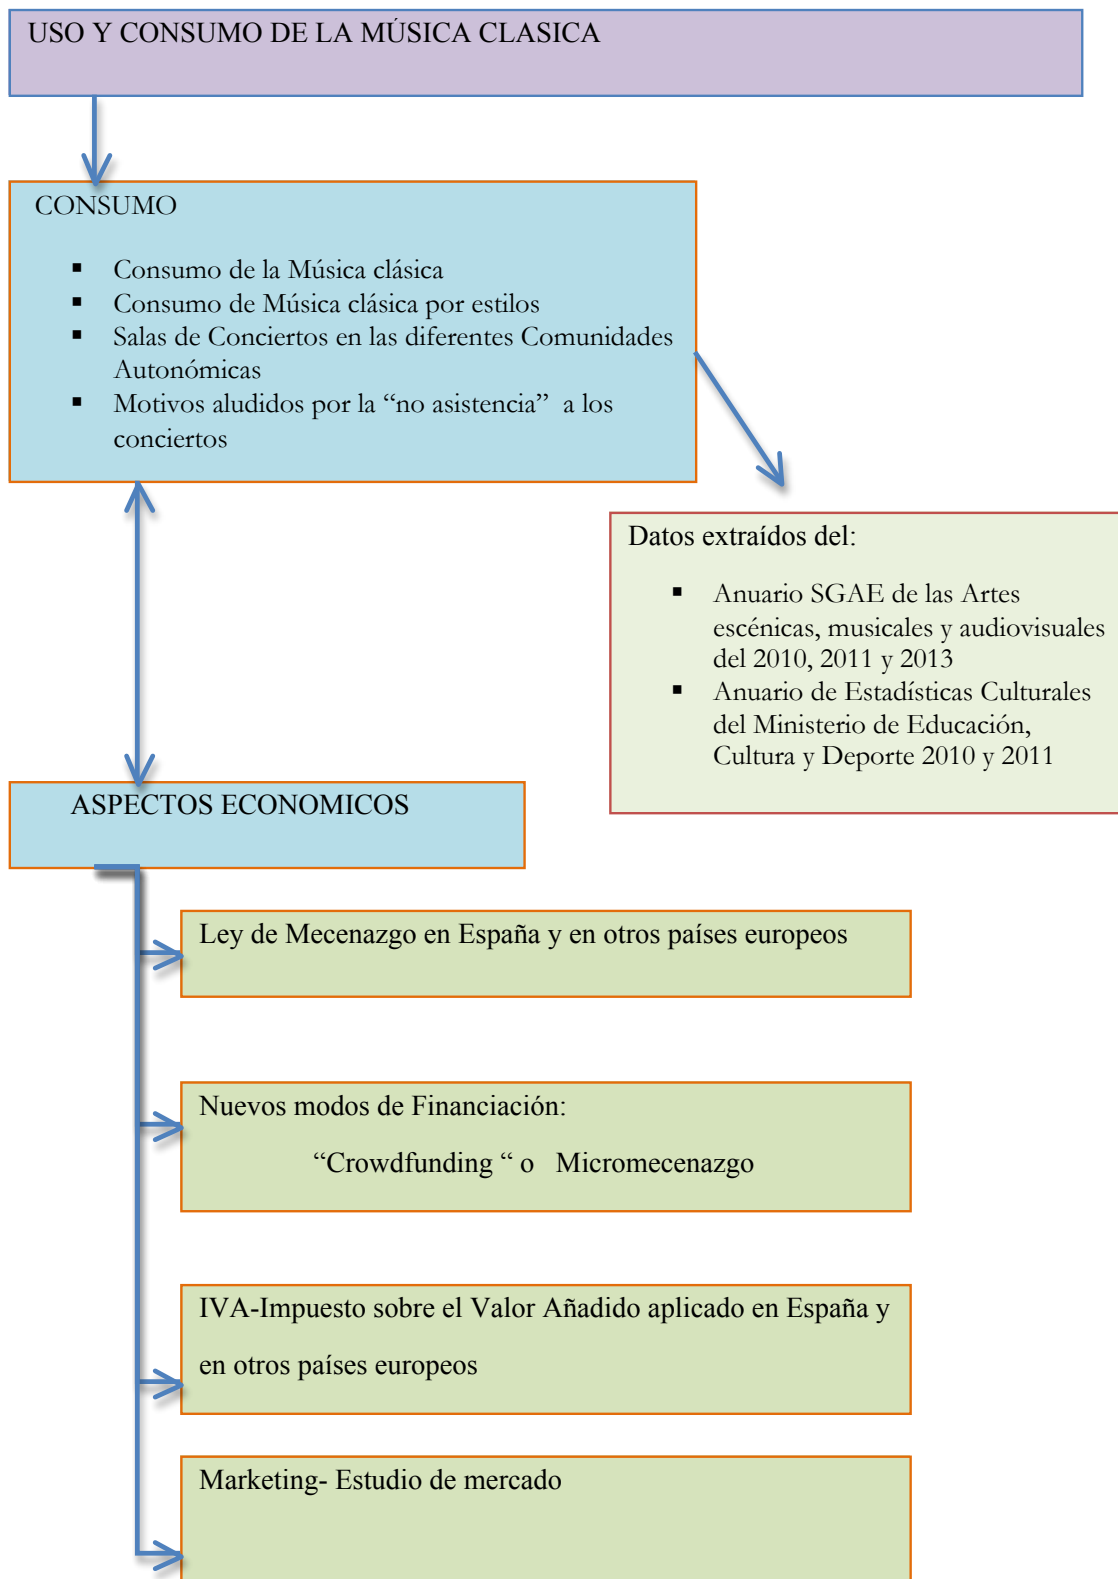 USO Y CONSUMO DE LA MÚSICA CLASICA
CONSUMO
▪ Consumo de la Música clásica
▪ Consumo de Música clásica por estilos
▪ Salas de Conciertos en las diferentes Comunidades
Autonómicas
▪ Motivos aludidos por la “no asistencia” a los
conciertos
Datos extraídos del:
▪ Anuario SGAE de las Artes
escénicas, musicales y audiovisuales
del 2010, 2011 y 2013
▪ Anuario de Estadísticas Culturales
del Ministerio de Educación,
Cultura y Deporte 2010 y 2011
ASPECTOS ECONOMICOS
Ley de Mecenazgo en España y en otros países europeos
Nuevos modos de Financiación:
“Crowdfunding “ o Micromecenazgo
IVA-Impuesto sobre el Valor Añadido aplicado en España y
en otros países europeos
Marketing- Estudio de mercado